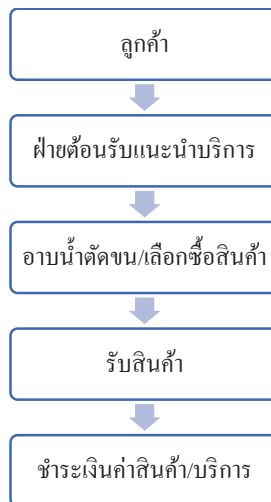 ลูกค้า
ฝ่ายต้อนรับแนะนำบริการ
อาบน้ำตัดขน/เลือกซื้อสินค้า
รับสินค้า
ชำระเงินค่าสินค้า/บริการ